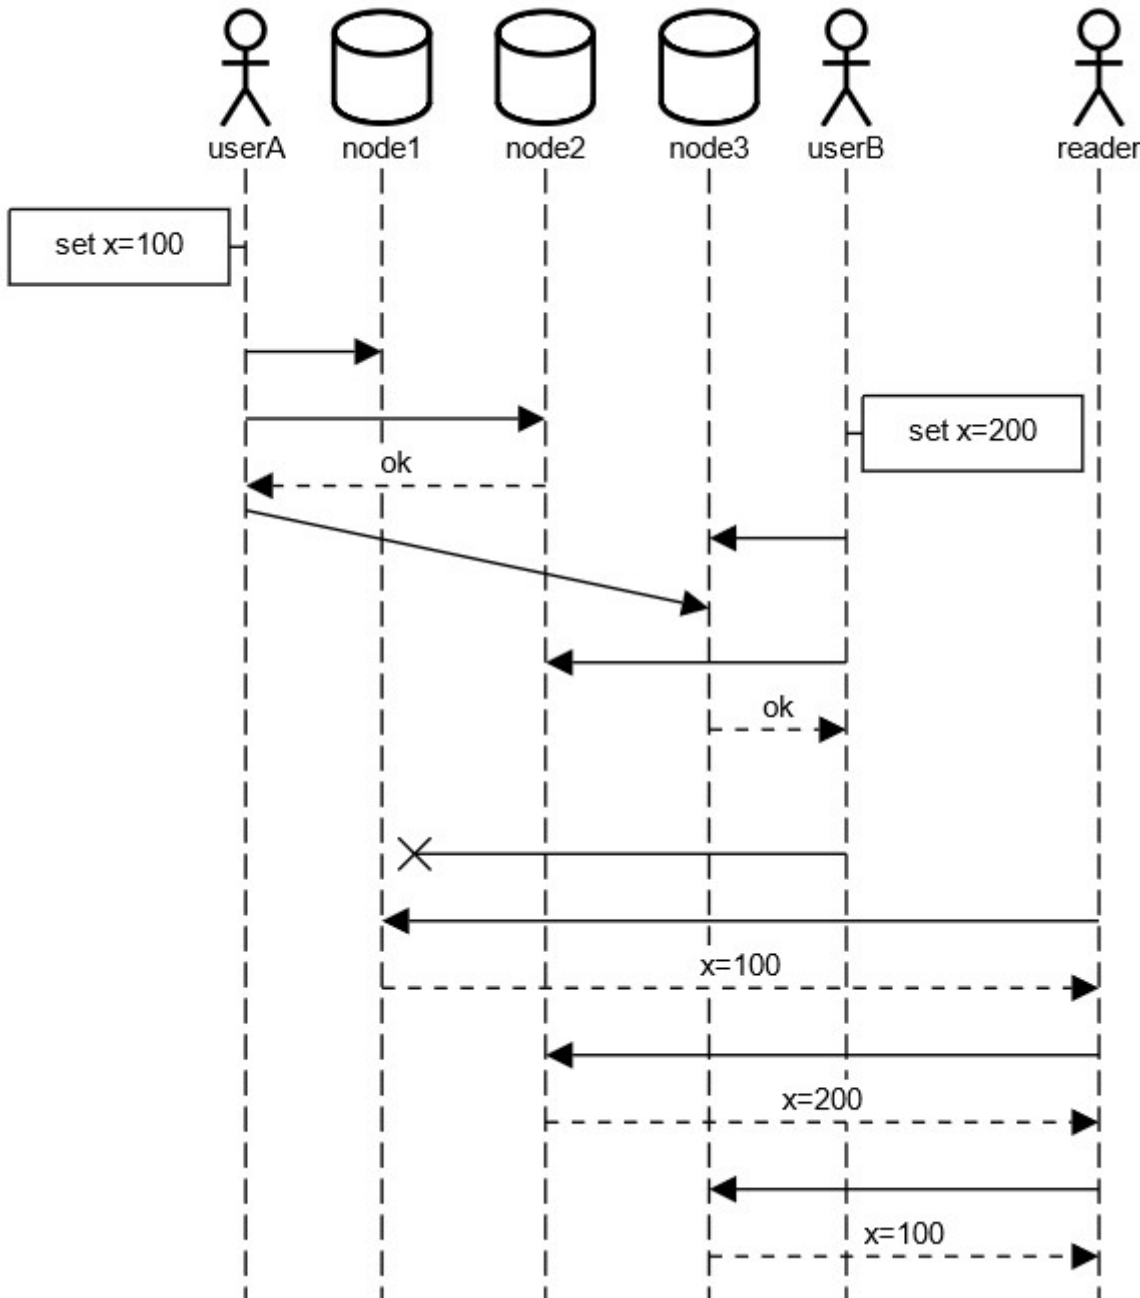 userA
node1
node2
node3
userB
reader
set x=100
set x=200
ok
ok
x=100
x=200
x=100